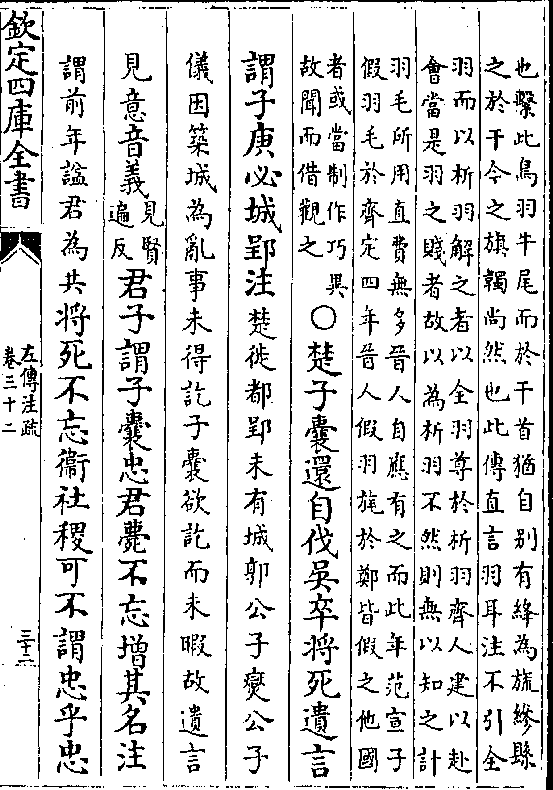 也繫此鳥羽牛尾而於干首猶自别有絳為旒縿縣
之於干今之旗䩭尚然也此傳直言羽耳注不引全
羽而以析羽解之者以全羽尊於析羽齊人建以赴
㑹當是羽之賤者故以為析羽不然則無以知之計
羽毛所用直費無多晉人自應有之而此年范宣子
假羽毛於齊定四年晉人假羽旄於鄭皆假之他國
者或當制作巧異
故聞而借觀之
○楚子囊還自伐吳卒將死遺言
謂子庚必城郢注楚徙都郢未有城郭公子燮公子
儀因築城為亂事未得訖子囊欲訖而未暇故遺言
見意音義見賢
遍反
君子謂子囊忠君薨不忘增其名注
謂前年諡君為共將死不忘衞社稷可不謂忠乎忠
欽定四庫全書
左傳注疏
卷三十二